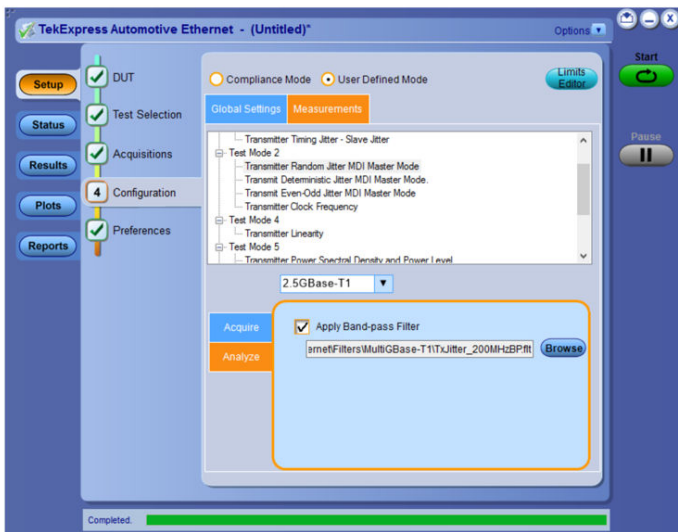 TekExpress Automotive Ethernet - (Untitled)*
Options
Start
Setup
DUT
Compliance Mode
User Defined Mode
Limits
Editor
Status
Test Selection
Global Settings
Measurements
Pause
Results
Acquisitions
Transmitter Timing Jitter - Slave Jitter
Test Mode 2
Transmitter Random Jitter MDI Master Mode
Transmit Deterministic Jitter MDI Master Mode.
Transmit Even-Odd Jitter MDI Master Mode
Transmitter Clock Frequency
Test Mode 4
Transmitter Linearity
Test Mode 5
Transmitter Power Spectral Density and Power Level
4
Configuration
Plots
Preferences
Reports
2.5GBase-T1
Acquire
Apply Band-pass Filter
ernet\Filters\MultiGBase-T1\TxJitter_200MHzBP.flt
Browse
Analyze
Completed.